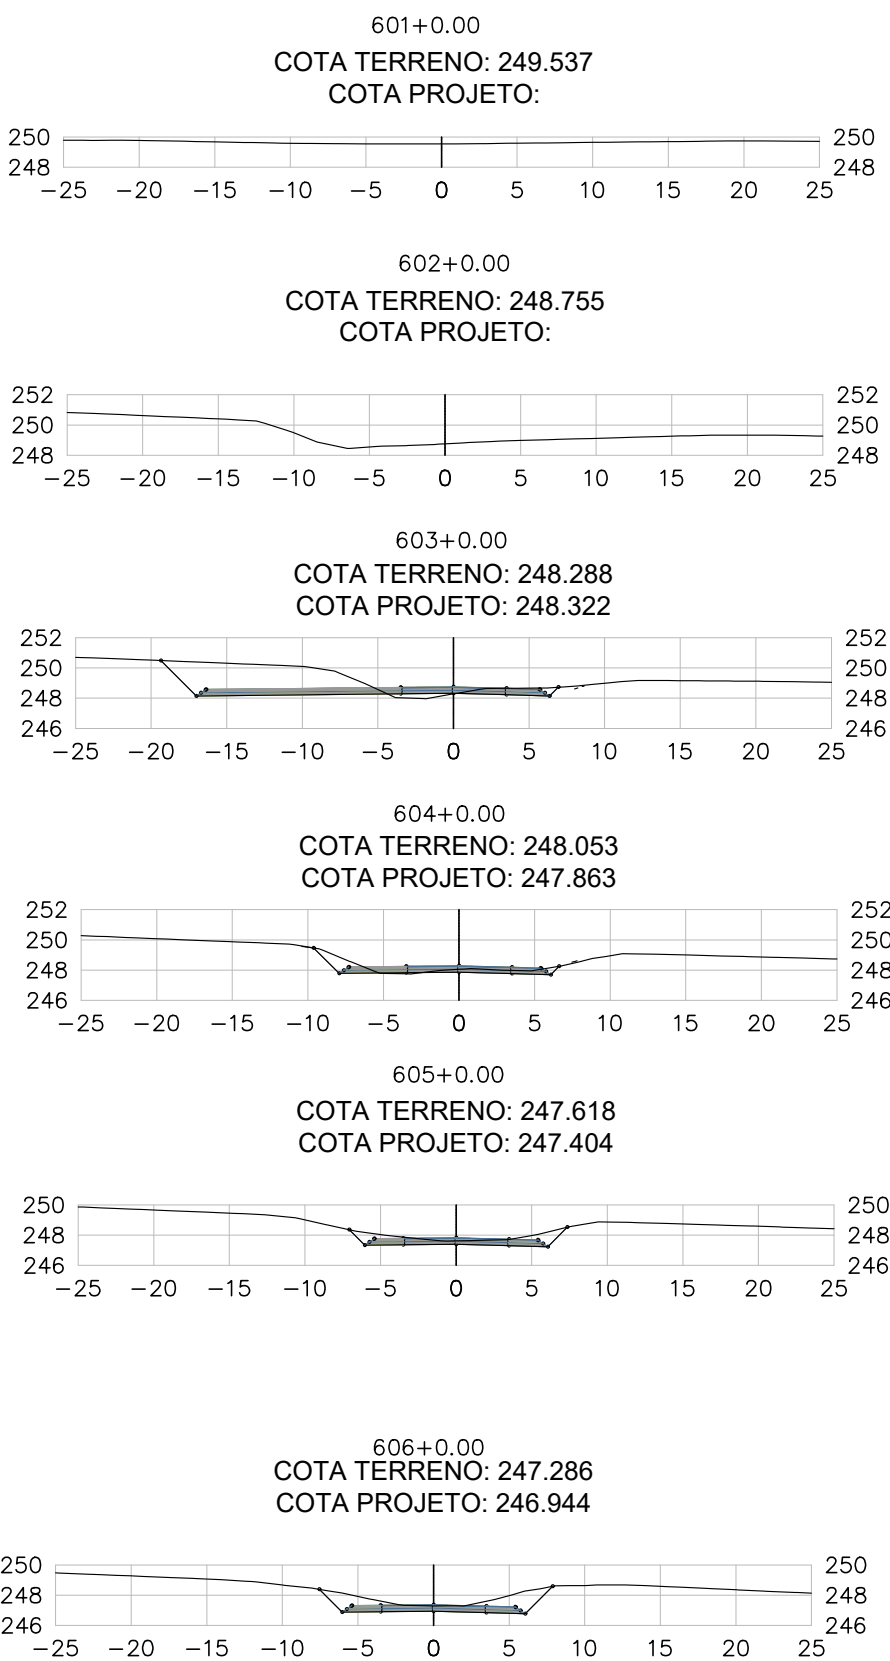 601+0.00
COTA TERRENO: 249.537
COTA PROJETO:
250 250
248 248
−25 −20 −15 −10 −5 0 5 10 15 20 25
602+0.00
COTA TERRENO: 248.755
COTA PROJETO:
252 252
250 250
248 248
−25 −20 −15 −10 −5 0 5 10 15 20 25
603+0.00
COTA TERRENO: 248.288
COTA PROJETO: 248.322
252 252
250 250
248 248
246 246
−25 −20 −15 −10 −5 0 5 10 15 20 25
604+0.00
COTA TERRENO: 248.053
COTA PROJETO: 247.863
252 252
250 250
248 248
246 246
−25 −20 −15 −10 −5 0 5 10 15 20 25
605+0.00
COTA TERRENO: 247.618
COTA PROJETO: 247.404
250 250
248 248
246 246
−25 −20 −15 −10 −5 0 5 10 15 20 25
606+0.00
COTA TERRENO: 247.286
COTA PROJETO: 246.944
250 250
248 248
246 246
−25 −20 −15 −10 −5 0 5 10 15 20 25